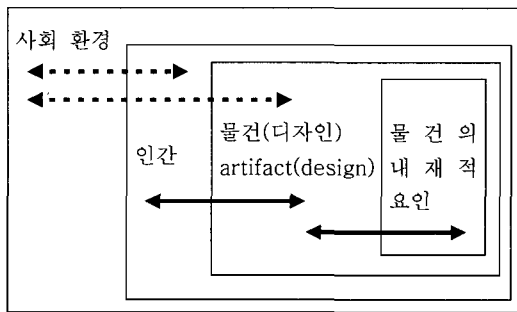 사회 환경
물건(디자인)
artifact(design)
인간
물 건 의
내 재 적
요인